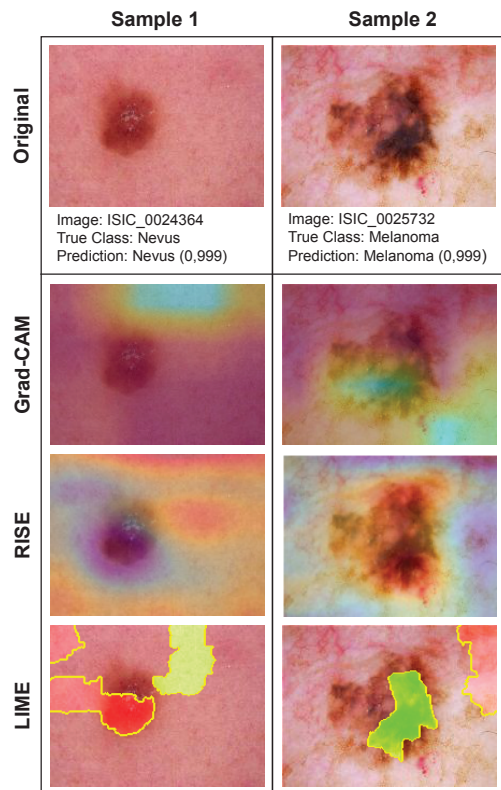 Sample 1
Sample 2
Original
Image: ISIC_0024364
True Class: Nevus
Prediction: Nevus (0,999)
Image: ISIC_0025732
True Class: Melanoma
Prediction: Melanoma (0,999)
Grad-CAM
RISE
LIME